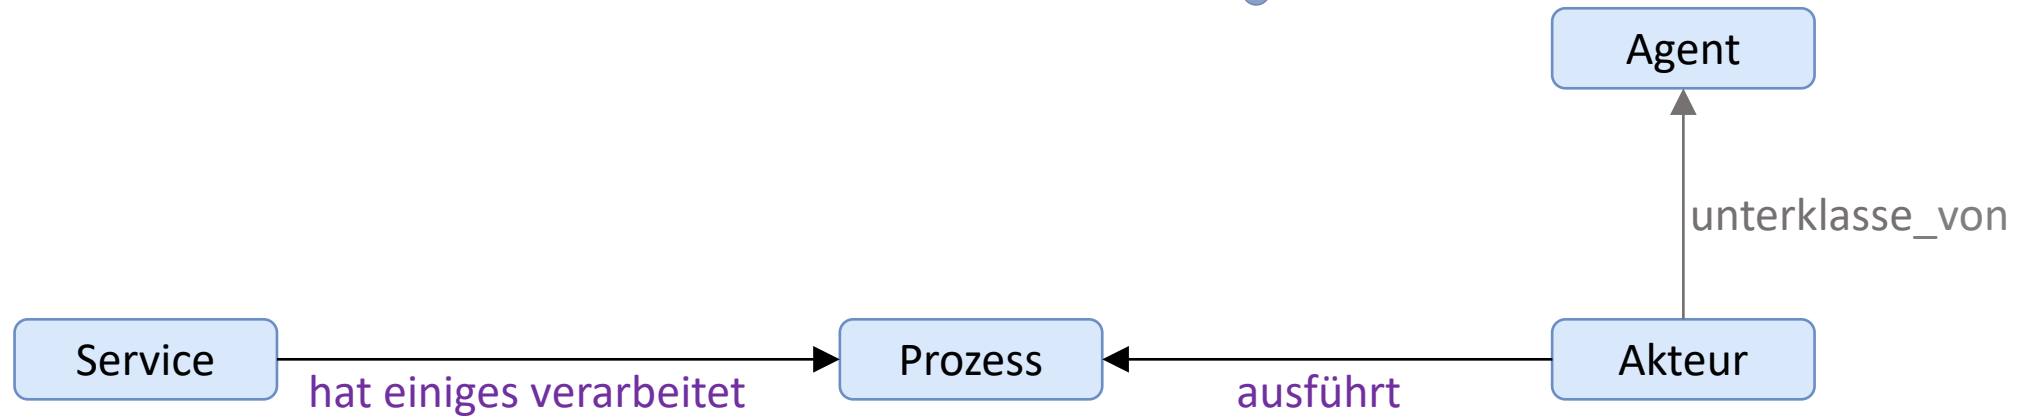 Agent
unterklasse_von
Service
Prozess
Akteur
hat einiges verarbeitet
ausführt